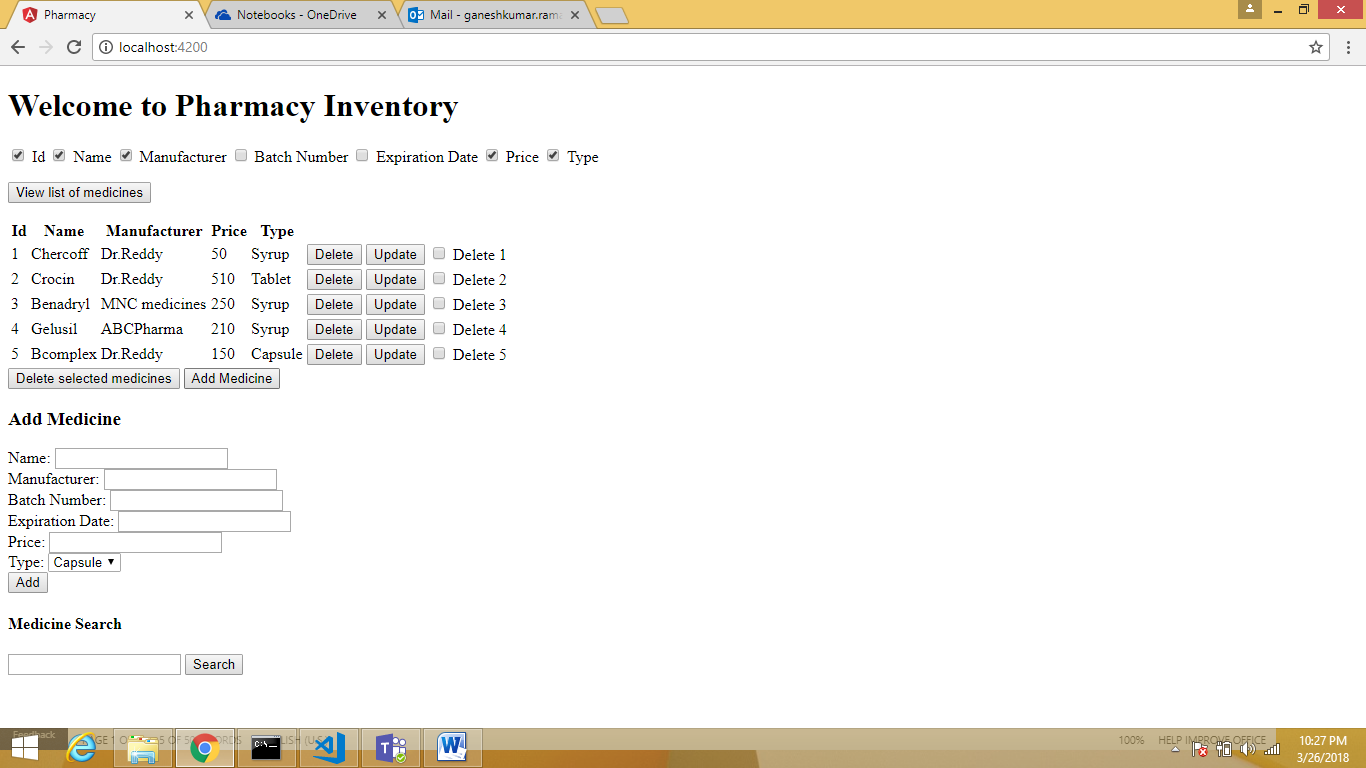 Pharmacy
Notebooks - OneDrive
Mail - ganeshkumar.rama
localhost:4200
Welcome to Pharmacy Inventory
Id Name Manufacturer Batch Number Expiration Date Price Type
View list of medicines
Id Name Manufacturer Price Type
1 Chercoff Dr.Reddy 50 Syrup Delete Update Delete 1
2 Crocin Dr.Reddy 510 Tablet Delete Update Delete 2
3 Benadryl MNC medicines 250 Syrup Delete Update Delete 3
4 Gelusil ABCPharma 210 Syrup Delete Update Delete 4
5 Bcomplex Dr.Reddy 150 Capsule Delete Update Delete 5
Delete selected medicines Add Medicine
Add Medicine
Name:
Manufacturer:
Batch Number:
Expiration Date:
Price:
Type: Capsule
Add
Medicine Search
Search
Feedback
100% HELP IMPROVE OFFICE
10:27 PM
3/26/2018